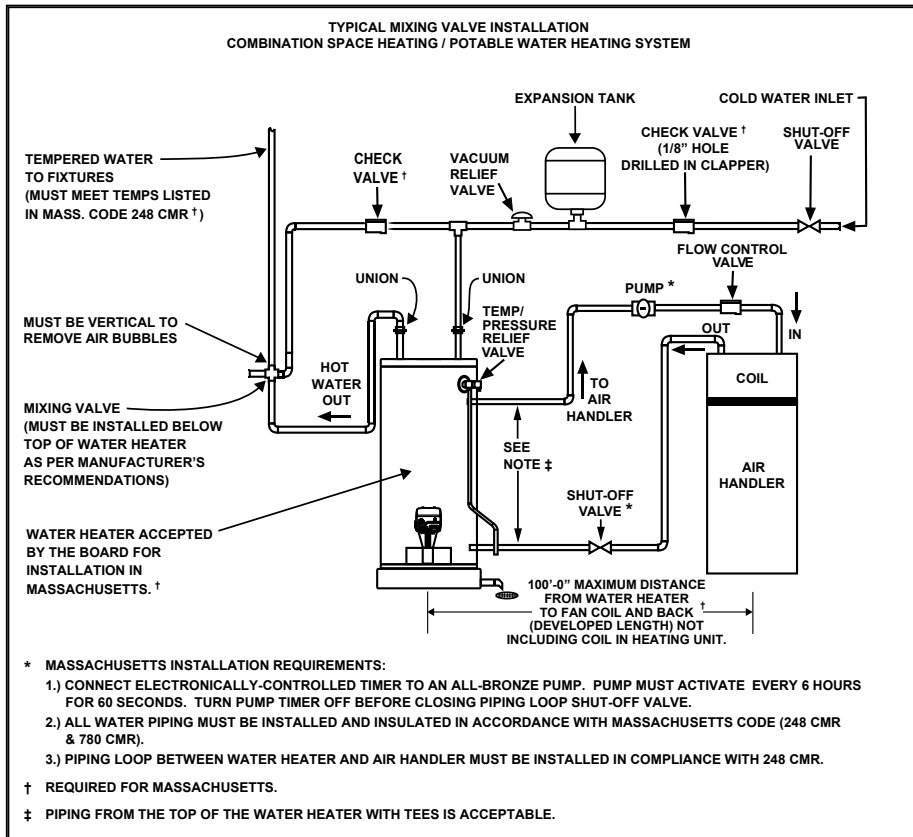 TYPICAL MIXING VALVE INSTALLATION
COMBINATION SPACE HEATING / POTABLE WATER HEATING SYSTEM
EXPANSION TANK
COLD WATER INLET
TEMPERED WATER
TO FIXTURES
(MUST MEET TEMPS LISTED
IN MASS. CODE 248 CMR †)
CHECK
VALVE †
VACUUM
RELIEF
VALVE
CHECK VALVE †
(1/8" HOLE
DRILLED IN CLAPPER)
SHUT-OFF
VALVE
FLOW CONTROL
VALVE
UNION
UNION
PUMP *
TEMP/
PRESSURE
RELIEF
VALVE
OUT
IN
MUST BE VERTICAL TO
REMOVE AIR BUBBLES
HOT
WATER
OUT
TO
AIR
HANDLER
COIL
MIXING VALVE
(MUST BE INSTALLED BELOW
TOP OF WATER HEATER
AS PER MANUFACTURER'S
RECOMMENDATIONS)
SEE
NOTE ‡
AIR
HANDLER
SHUT-OFF
VALVE *
WATER HEATER ACCEPTED
BY THE BOARD FOR
INSTALLATION IN
MASSACHUSETTS. †
100'-0" MAXIMUM DISTANCE
FROM WATER HEATER
TO FAN COIL AND BACK †
(DEVELOPED LENGTH) NOT
INCLUDING COIL IN HEATING UNIT.
* MASSACHUSETTS INSTALLATION REQUIREMENTS:
1.) CONNECT ELECTRONICALLY-CONTROLLED TIMER TO AN ALL-BRONZE PUMP. PUMP MUST ACTIVATE EVERY 6 HOURS
FOR 60 SECONDS. TURN PUMP TIMER OFF BEFORE CLOSING PIPING LOOP SHUT-OFF VALVE.
2.) ALL WATER PIPING MUST BE INSTALLED AND INSULATED IN ACCORDANCE WITH MASSACHUSETTS CODE (248 CMR
& 780 CMR).
3.) PIPING LOOP BETWEEN WATER HEATER AND AIR HANDLER MUST BE INSTALLED IN COMPLIANCE WITH 248 CMR.
† REQUIRED FOR MASSACHUSETTS.
‡ PIPING FROM THE TOP OF THE WATER HEATER WITH TEES IS ACCEPTABLE.